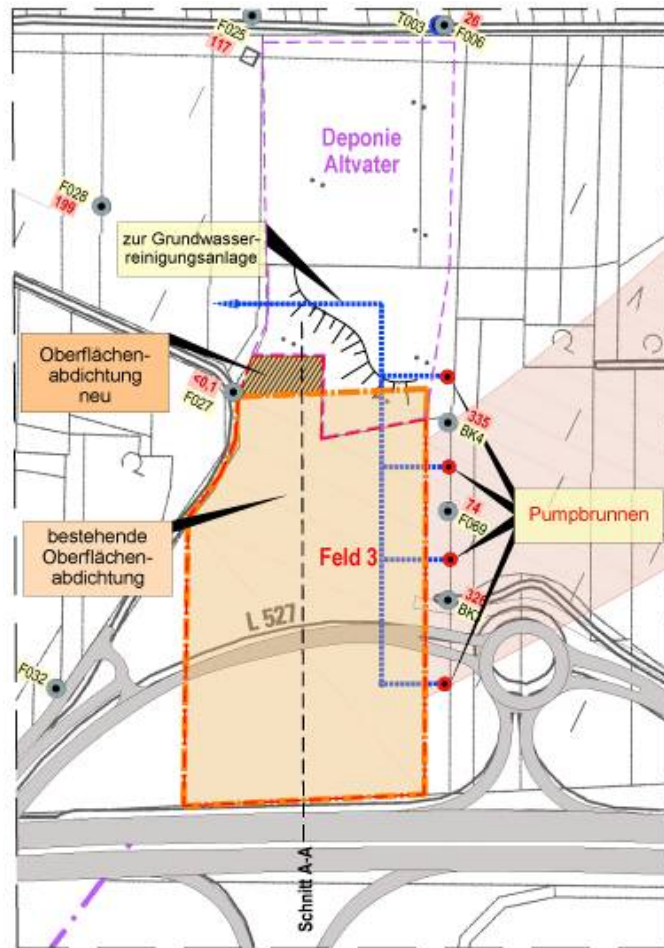 F025
117
T003
26
F006
Deponie
Altvater
F028
199
zur Grundwasser-
reinigungsanlage
Oberflächen-
abdichtung
neu
<0,1
F027
335
BK4
74
F069
Pumpbrunnen
bestehende
Oberflächen-
abdichtung
Feld 3
326
L 527
F032
Schnitt A-A